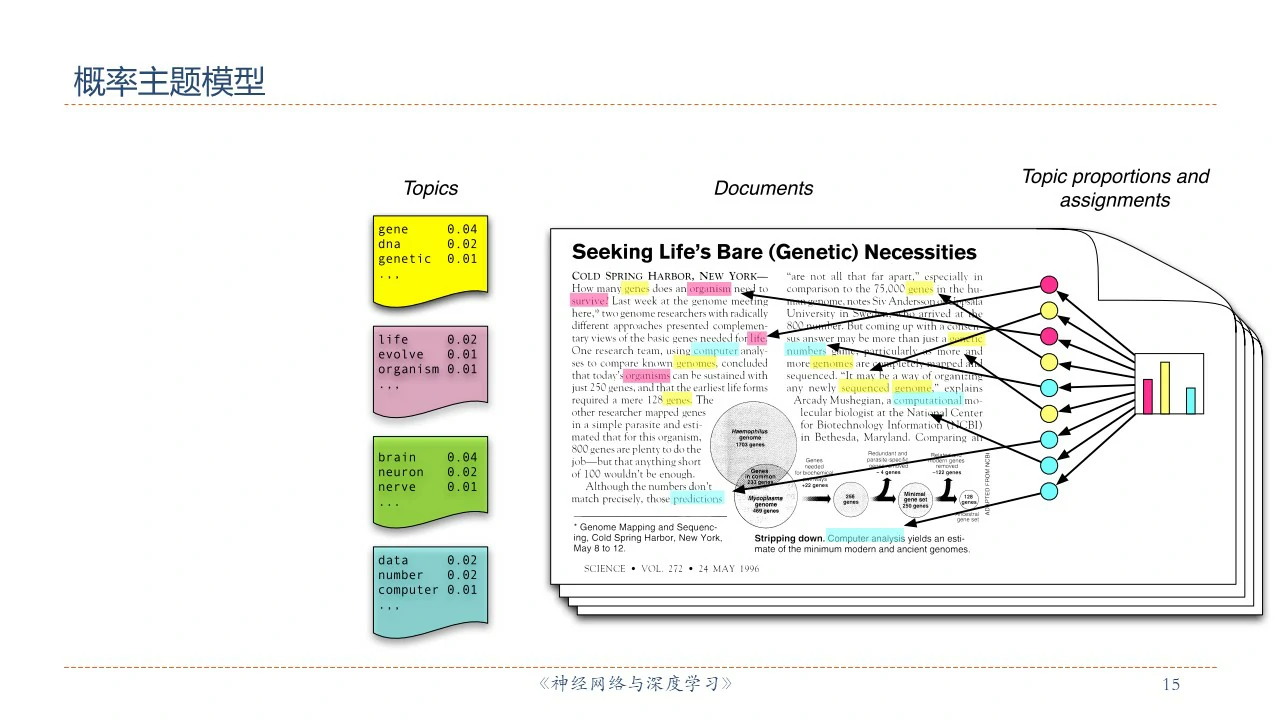 概率主题模型
Topics
gene 0.04
dna 0.02
genetic 0.01
...
life 0.02
evolve 0.01
organism 0.01
...
brain 0.04
neuron 0.02
nerve 0.01
...
data 0.02
number 0.02
computer 0.01
...
Documents
Seeking Life's Bare (Genetic) Necessities
COLD SPRING HARBOR, NEW YORK—
How many genes does an organism need to
survive? Last week at the genome meeting
here,* two genome researchers with radically
different approaches presented complemen-
tary views of the basic genes needed for life.
One research team, using computer analy-
ses to compare known genomes, concluded
that today's organisms can be sustained with
just 250 genes, and that the earliest life forms
required a mere 128 genes. The
other researcher mapped genes
in a simple parasite and esti-
mated that for this organism,
800 genes are plenty to do the
job—but that anything short
of 100 wouldn't be enough.
Although the numbers don't
match precisely, those predictions
* Genome Mapping and Sequenc-
ing, Cold Spring Harbor, New York,
May 8 to 12.
"are not all that far apart," especially in
comparison to the 75,000 genes in the hu-
man genome, notes Siv Andersson of Uppsala
University in Sweden, who arrived at the
800 number. But coming up with a consen-
sus answer may be more than just a genetic
numbers game, particularly as more and
more genomes are completely mapped and
sequenced. "It may be a way of organizing
any newly sequenced genome," explains
Arcady Mushegian, a computational mo-
lecular biologist at the National Center
for Biotechnology Information (NCBI)
in Bethesda, Maryland. Comparing an
Haemophilus
genome
1703 genes
Genes
in common
233 genes
Mycoplasma
genome
469 genes
Genes
needed
for biochemical
pathways
+22 genes
256
genes
Redundant and
parasite-specific
genes removed
– 4 genes
Minimal
gene set
250 genes
modern genes
removed
–122 genes
128
genes
Ancestral
gene set
ADAPTED FROM NCBI
Stripping down. Computer analysis yields an esti-
mate of the minimum modern and ancient genomes.
SCIENCE • VOL. 272 • 24 MAY 1996
Topic proportions and
assignments
《神经网络与深度学习》
15